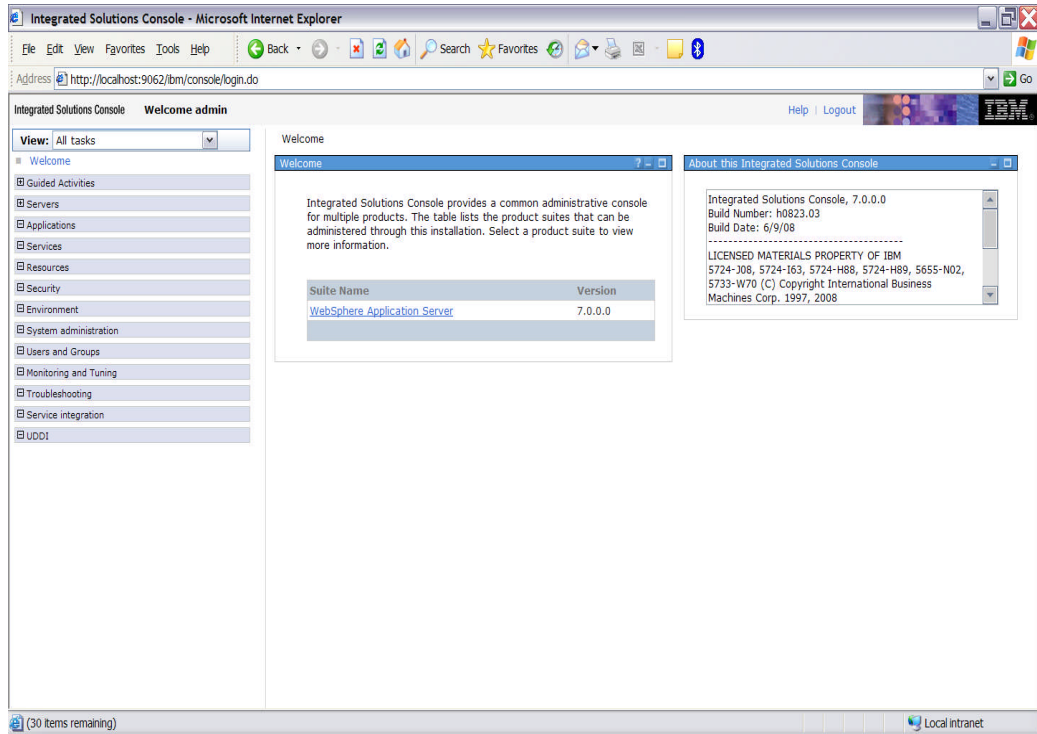 Integrated Solutions Console - Microsoft Internet Explorer
File Edit View Favorites Tools Help
Back Search Favorites
Address http://localhost:9062/ibm/console/login.do Go
Integrated Solutions Console Welcome admin Help | Logout IBM.
View: All tasks
Welcome
Guided Activities
Servers
Applications
Services
Resources
Security
Environment
System administration
Users and Groups
Monitoring and Tuning
Troubleshooting
Service integration
UDDI
Welcome
Welcome ?
Integrated Solutions Console provides a common administrative console
for multiple products. The table lists the product suites that can be
administered through this installation. Select a product suite to view
more information.
Suite Name Version
WebSphere Application Server 7.0.0.0
About this Integrated Solutions Console
Integrated Solutions Console, 7.0.0.0
Build Number: h0823.03
Build Date: 6/9/08
----------------------------------------
LICENSED MATERIALS PROPERTY OF IBM
5724-J08, 5724-I63, 5724-H88, 5724-H89, 5655-N02,
5733-W70 (C) Copyright International Business
Machines Corp. 1997, 2008
(30 items remaining) Local intranet